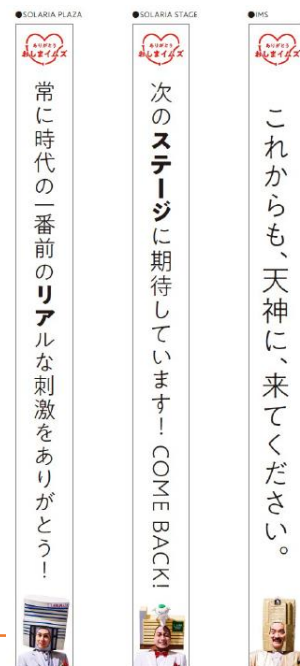 ●SOLARIA PLAZA
ありがとう
おしまイムズ
常に時代の一番前のリアルな刺激をありがとう!
●SOLARIA STAGE
ありがとう
おしまイムズ
次のステージに期待しています! COME BACK!
●IMS
ありがとう
おしまイムズ
これからも、天神に、来てください。